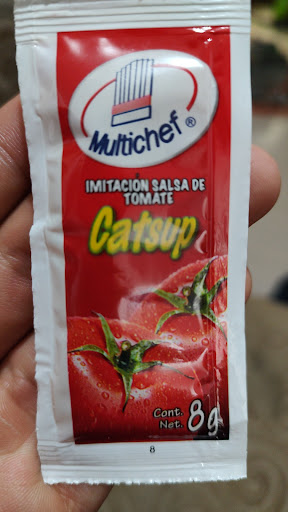 Multichef®
IMITACIÓN SALSA DE
TOMATE
Catsup
Cont.
Net. 8g
8